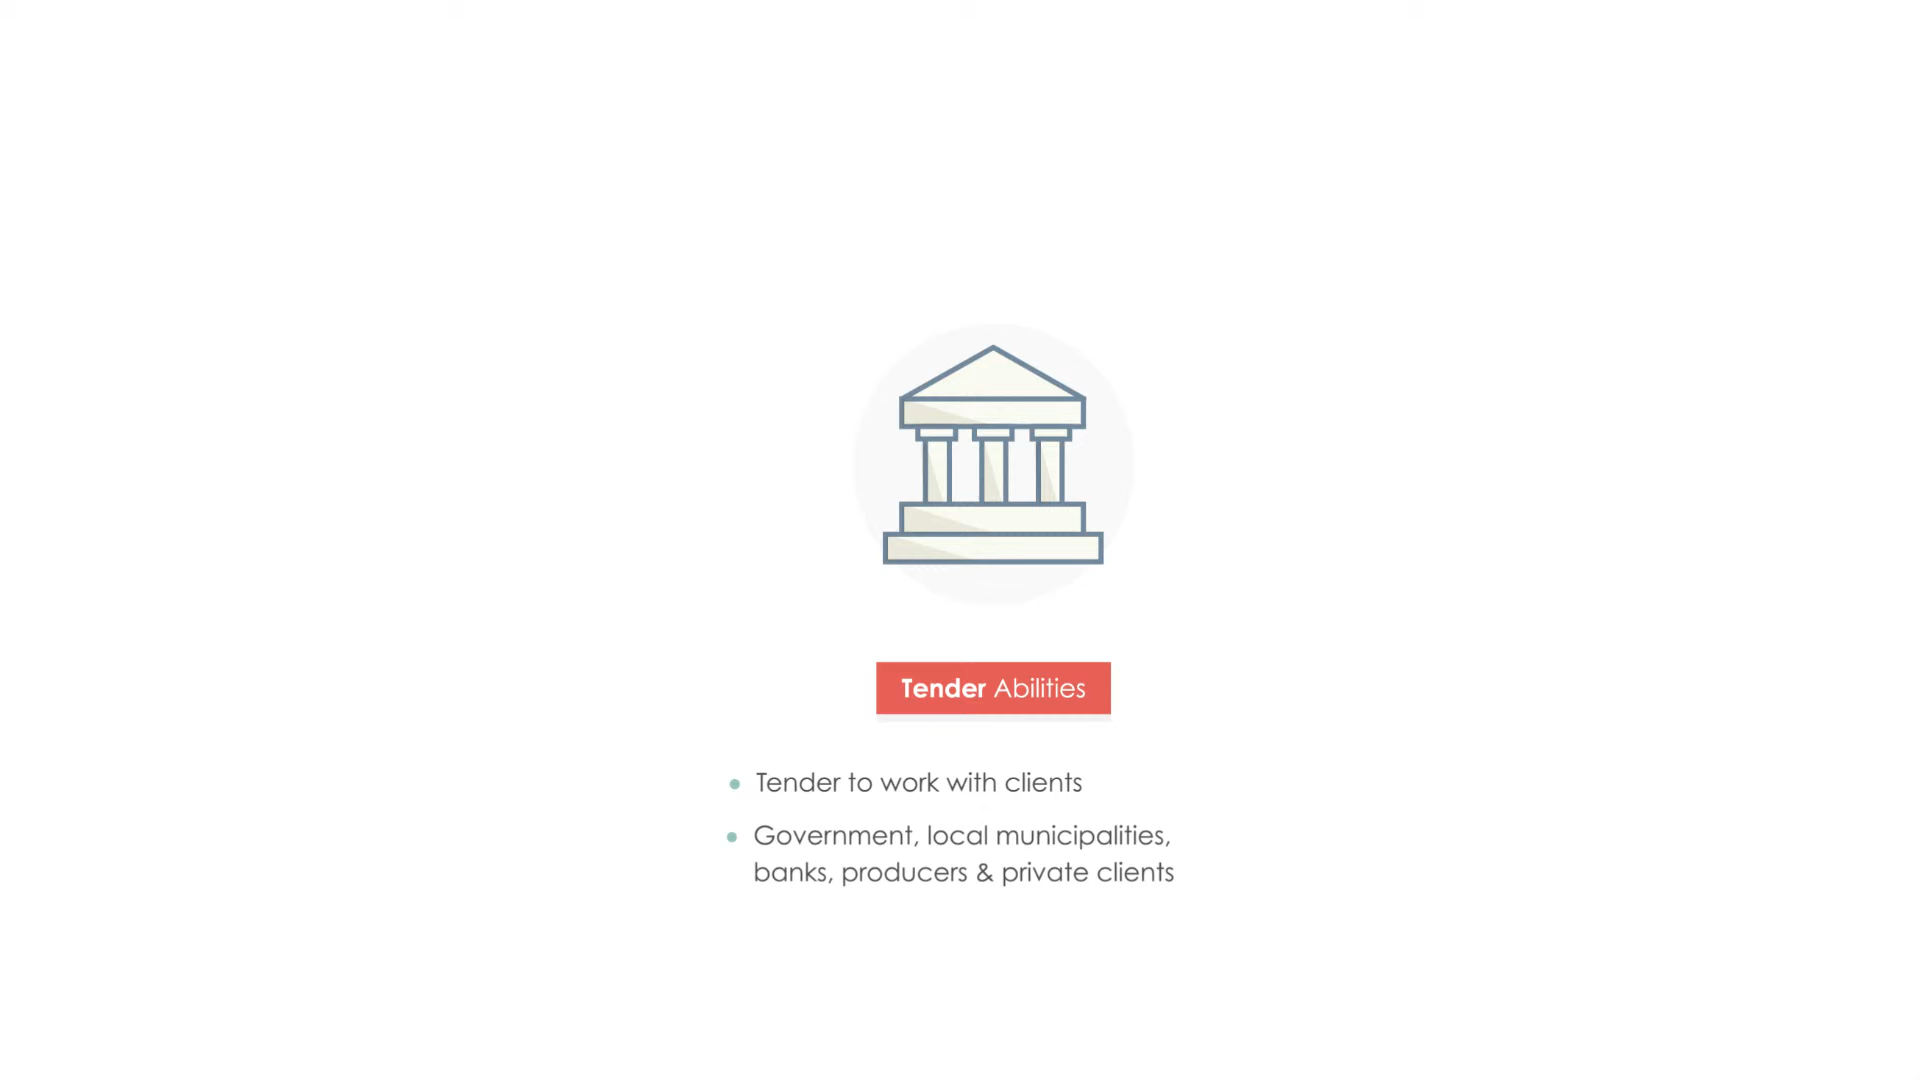 Tender Abilities
Tender to work with clients
Government, local municipalities,
banks, producers & private clients